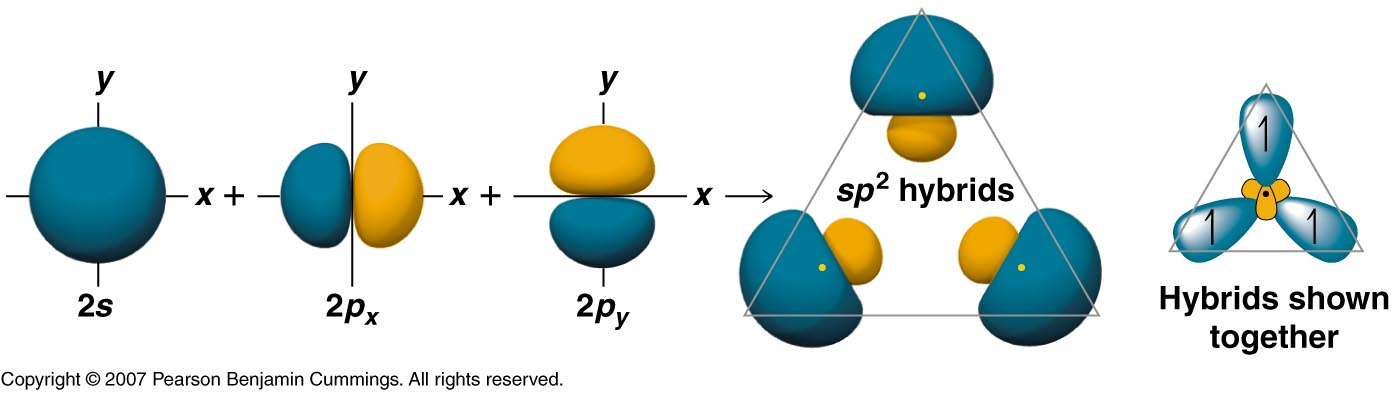 y y y
x + x + x
2s 2px 2py
sp² hybrids
1
1 1
Hybrids shown
together
Copyright © 2007 Pearson Benjamin Cummings. All rights reserved.